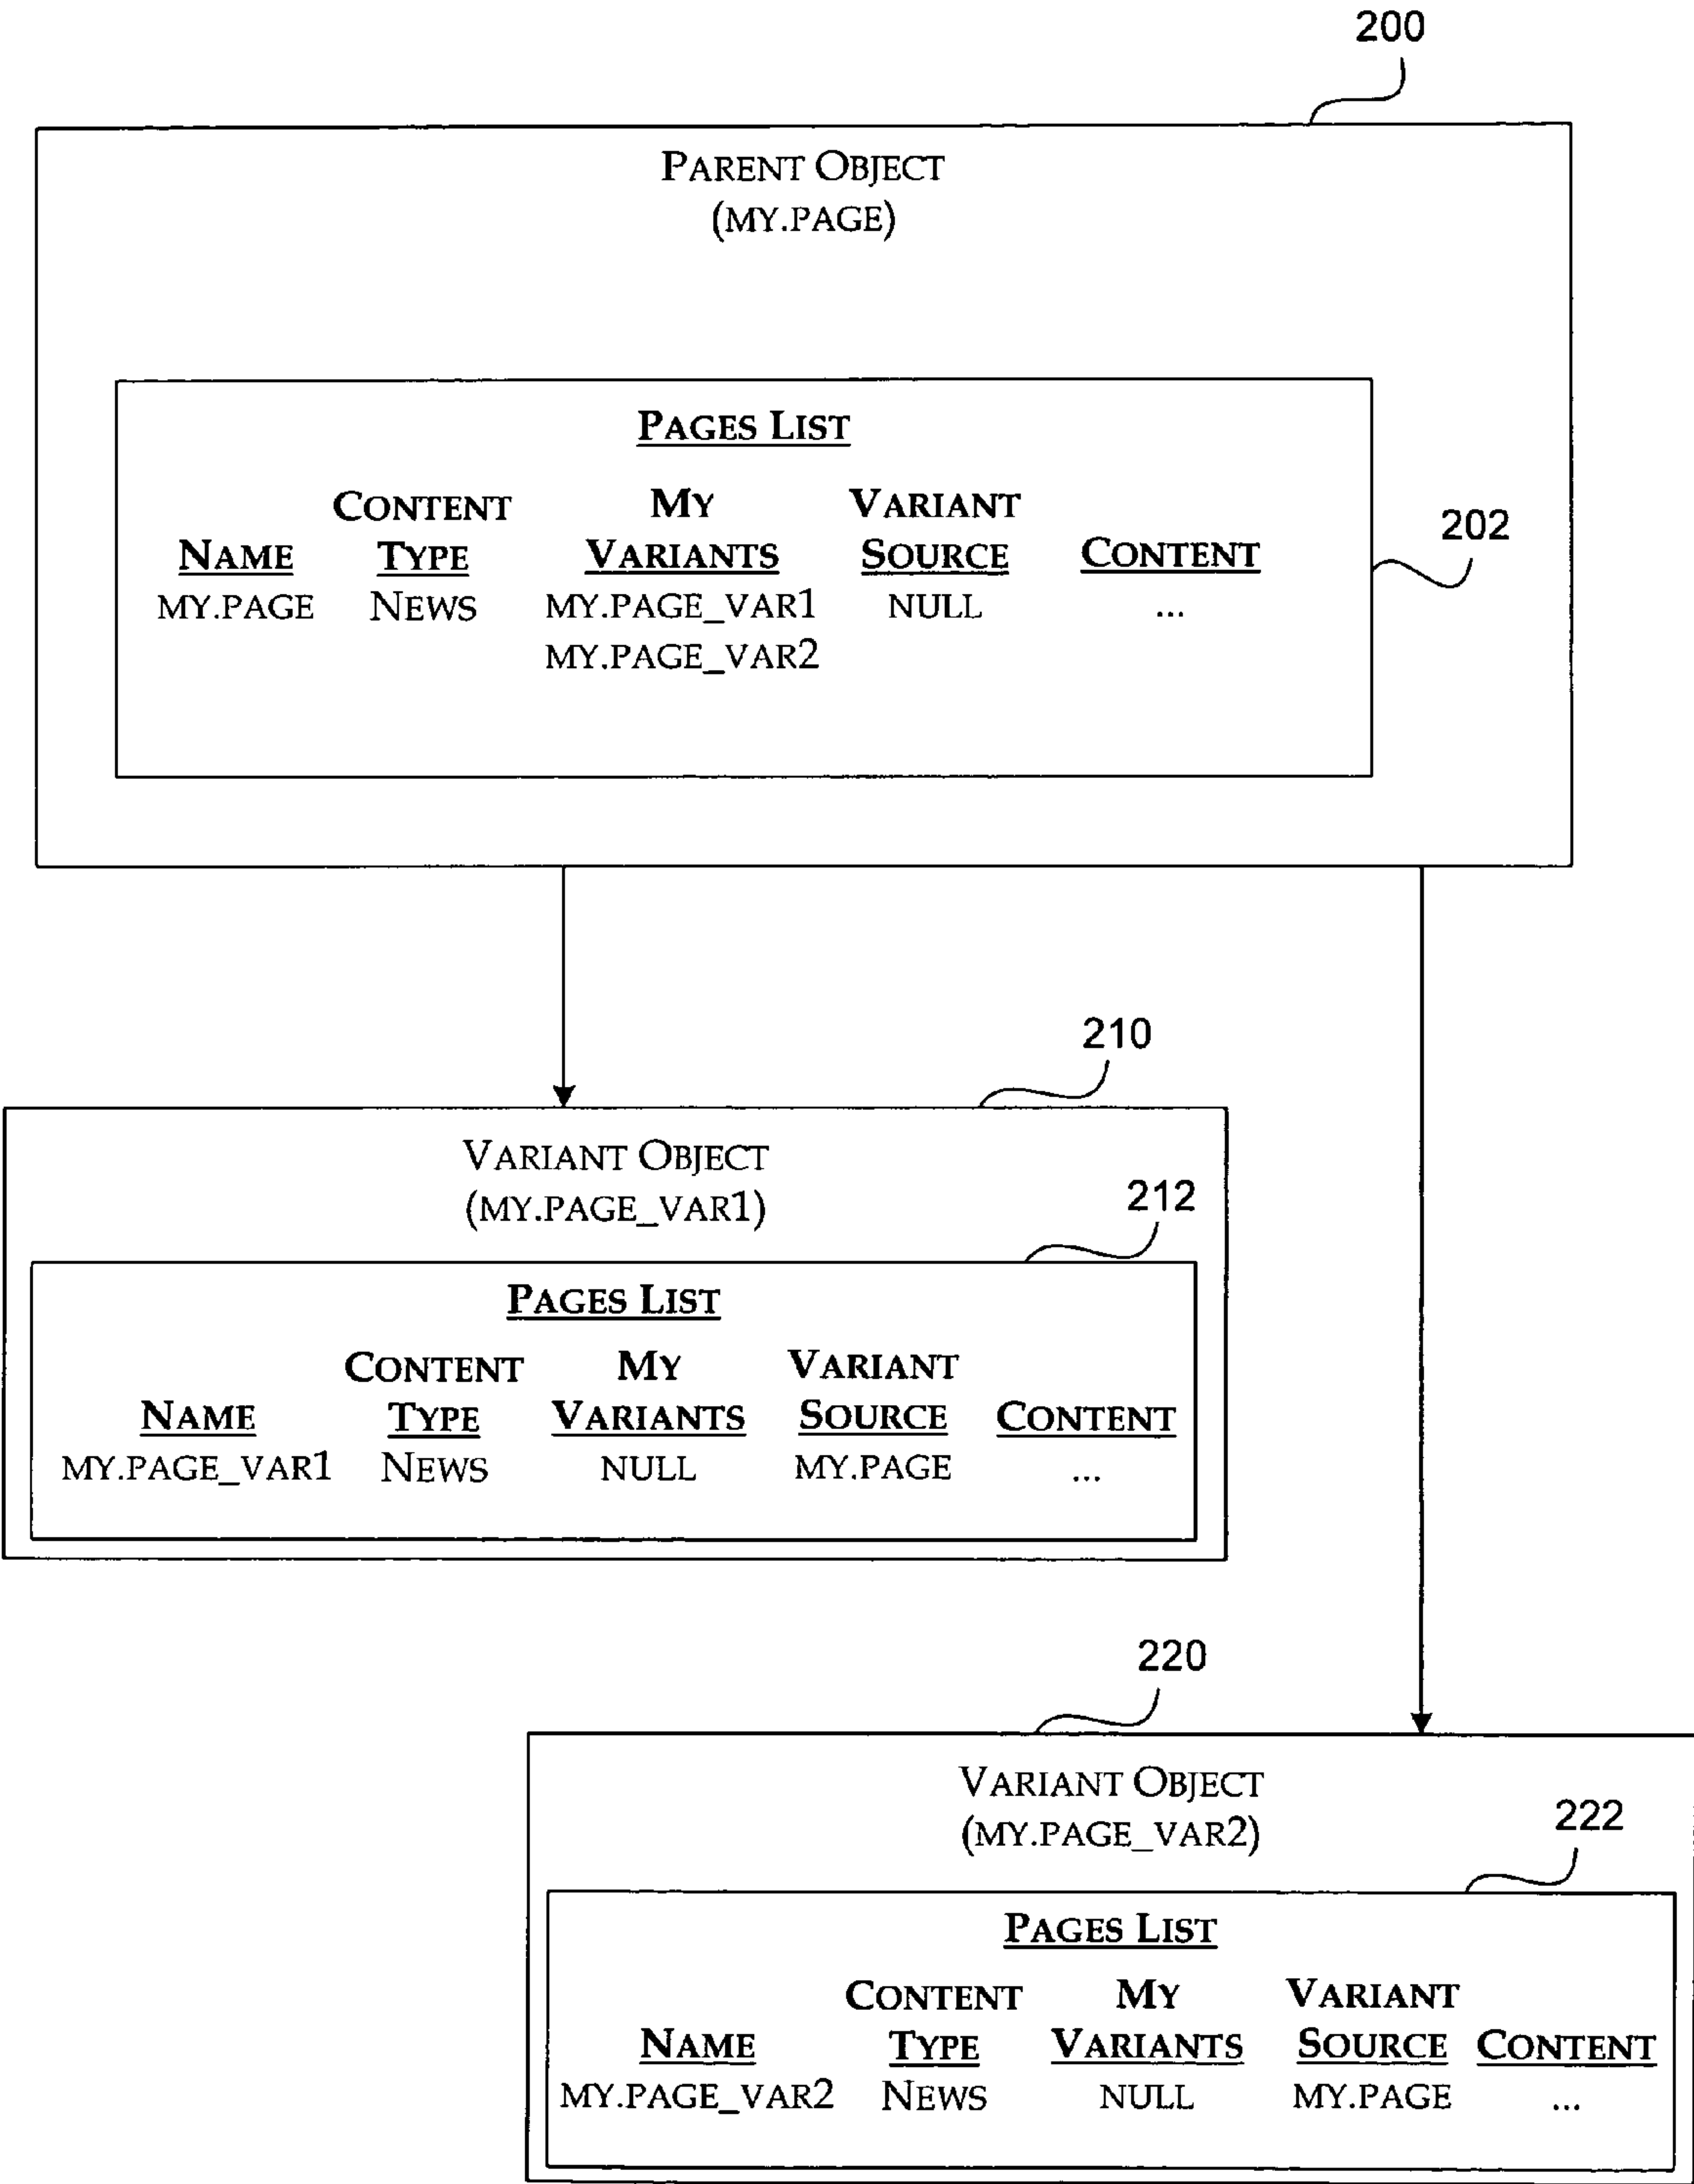 200
PARENT OBJECT
(MY.PAGE)
PAGES LIST
CONTENT MY VARIANT
NAME TYPE VARIANTS SOURCE CONTENT
202
MY.PAGE NEWS MY.PAGE_VAR1 NULL ...
MY.PAGE_VAR2
210
VARIANT OBJECT
(MY.PAGE_VAR1)
212
PAGES LIST
CONTENT MY VARIANT
NAME TYPE VARIANTS SOURCE CONTENT
MY.PAGE_VAR1 NEWS NULL MY.PAGE ...
220
VARIANT OBJECT
(MY.PAGE_VAR2)
222
PAGES LIST
CONTENT MY VARIANT
NAME TYPE VARIANTS SOURCE CONTENT
MY.PAGE_VAR2 NEWS NULL MY.PAGE ...